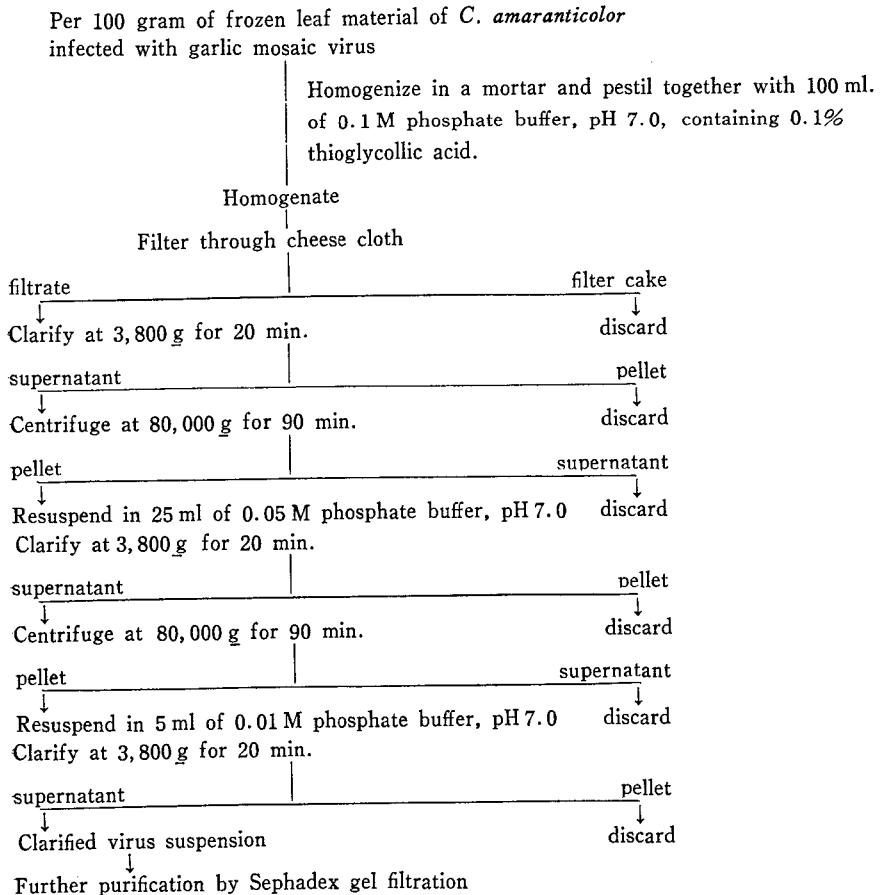 Per 100 gram of frozen leaf material of C. amaranticolor
infected with garlic mosaic virus
Homogenize in a mortar and pestil together with 100 ml.
of 0.1 M phosphate buffer, pH 7.0, containing 0.1%
thioglycollic acid.
Homogenate
Filter through cheese cloth
filtrate filter cake
Clarify at 3,800 g for 20 min. discard
supernatant pellet
Centrifuge at 80,000 g for 90 min. discard
pellet supernatant
Resuspend in 25 ml of 0.05 M phosphate buffer, pH 7.0 discard
Clarify at 3,800 g for 20 min.
supernatant pellet
Centrifuge at 80,000 g for 90 min. discard
pellet supernatant
Resuspend in 5 ml of 0.01 M phosphate buffer, pH 7.0 discard
Clarify at 3,800 g for 20 min.
supernatant pellet
Clarified virus suspension discard
Further purification by Sephadex gel filtration